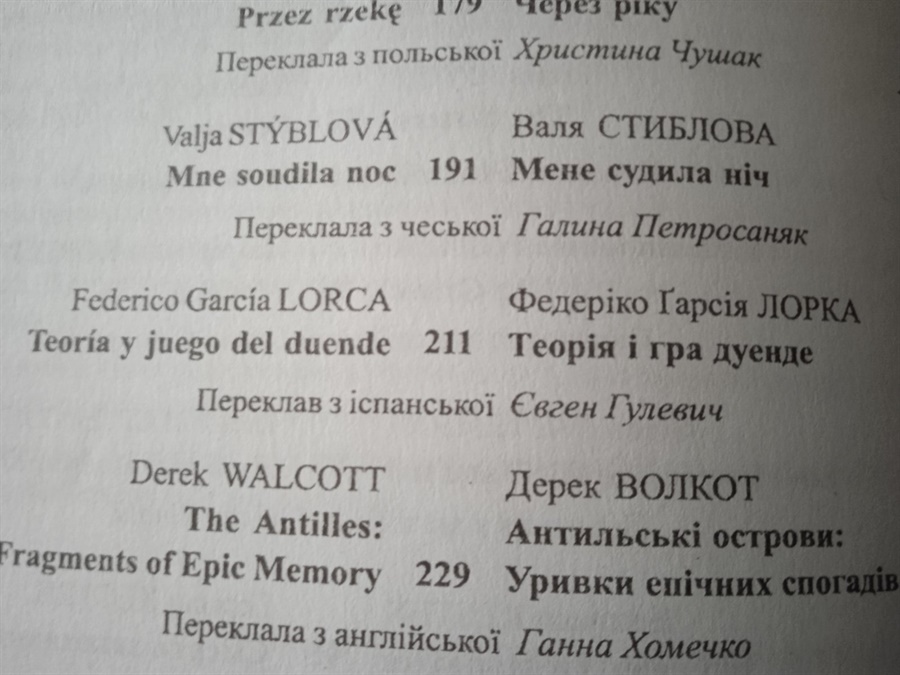 Przez rzekę 179 Через ріку
Переклала з польської Христина Чушак
Valja STÝBLOVÁ Валя СТИБЛОВА
Mne soudila noc 191 Мене судила ніч
Переклала з чеської Галина Петросаняк
Federico García LORCA Федеріко Ґарсія ЛОРКА
Teoría y juego del duende 211 Теорія і гра дуенде
Переклав з іспанської Євген Гулевич
Derek WALCOTT Дерек ВОЛКОТ
The Antilles: Антильські острови:
Fragments of Epic Memory 229 Уривки епічних спогадів
Переклала з англійської Ганна Хомечко